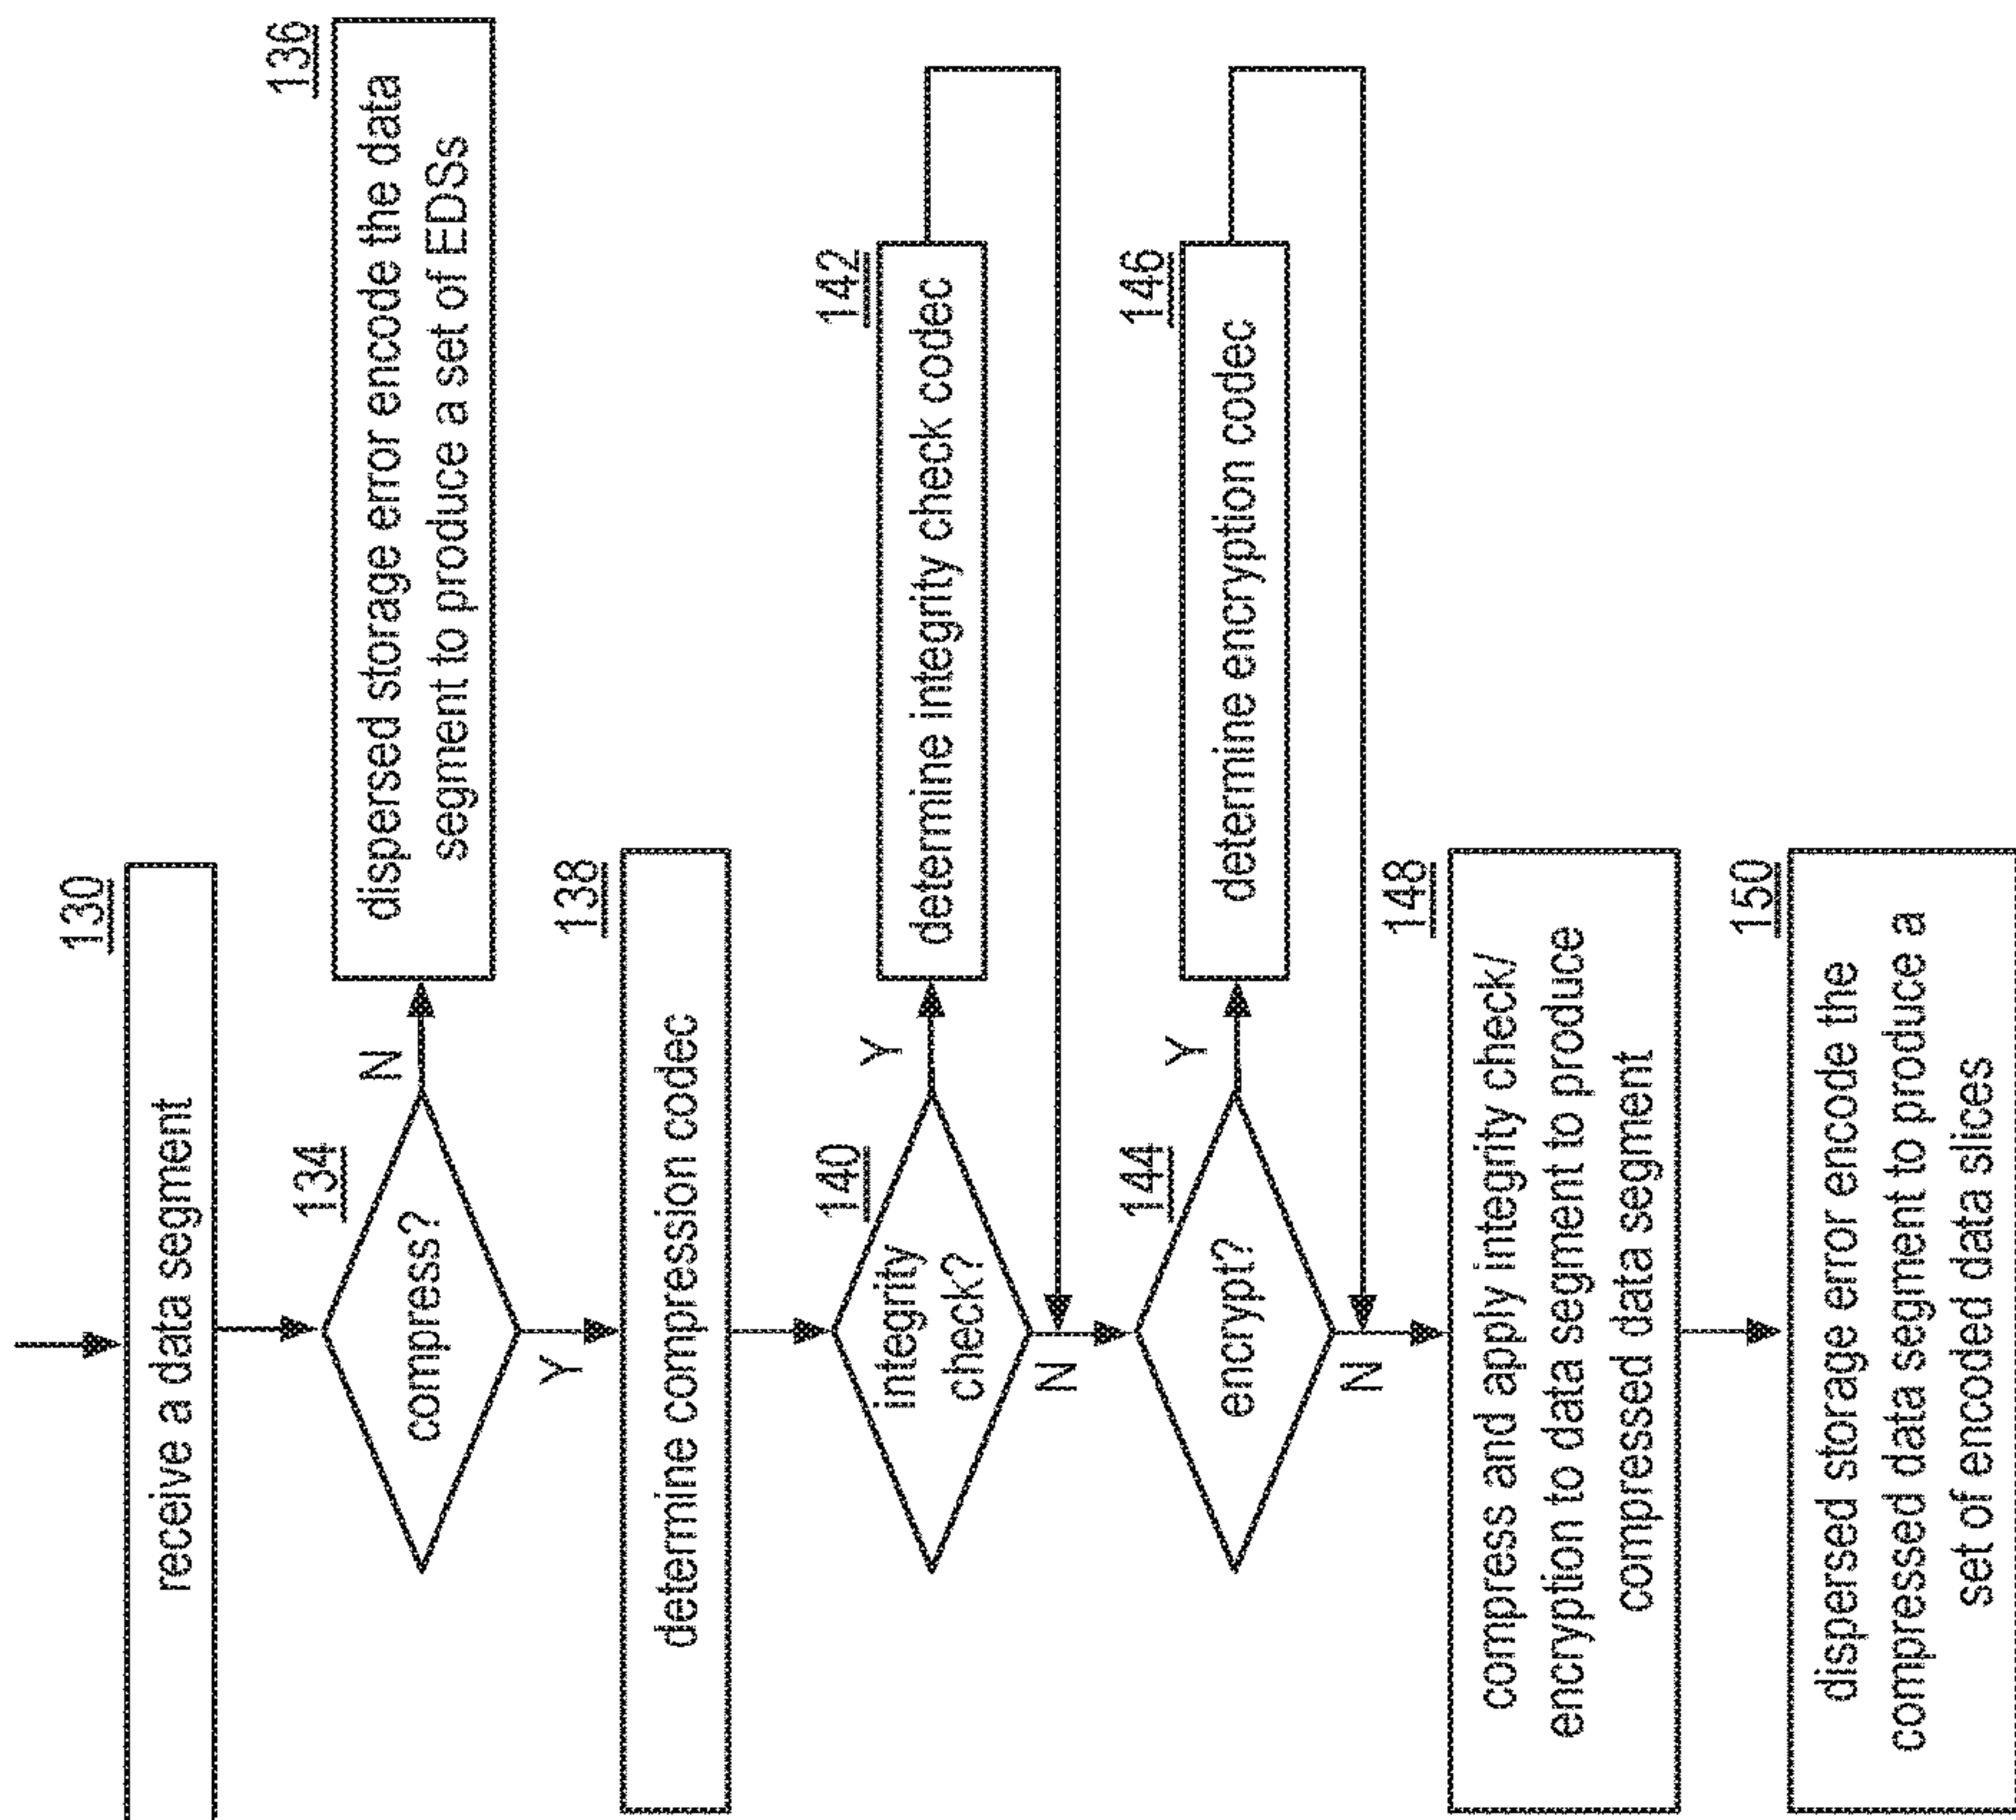 130
receive a data segment
134
compress?
N
Y
136
dispersed storage error encode the data
segment to produce a set of EDSs
138
determine compression codec
140
integrity
check?
Y
N
142
determine integrity check codec
144
encrypt?
Y
N
146
determine encryption codec
148
compress and apply integrity check/
encryption to data segment to produce
compressed data segment
150
dispersed storage error encode the
compressed data segment to produce a
set of encoded data slices